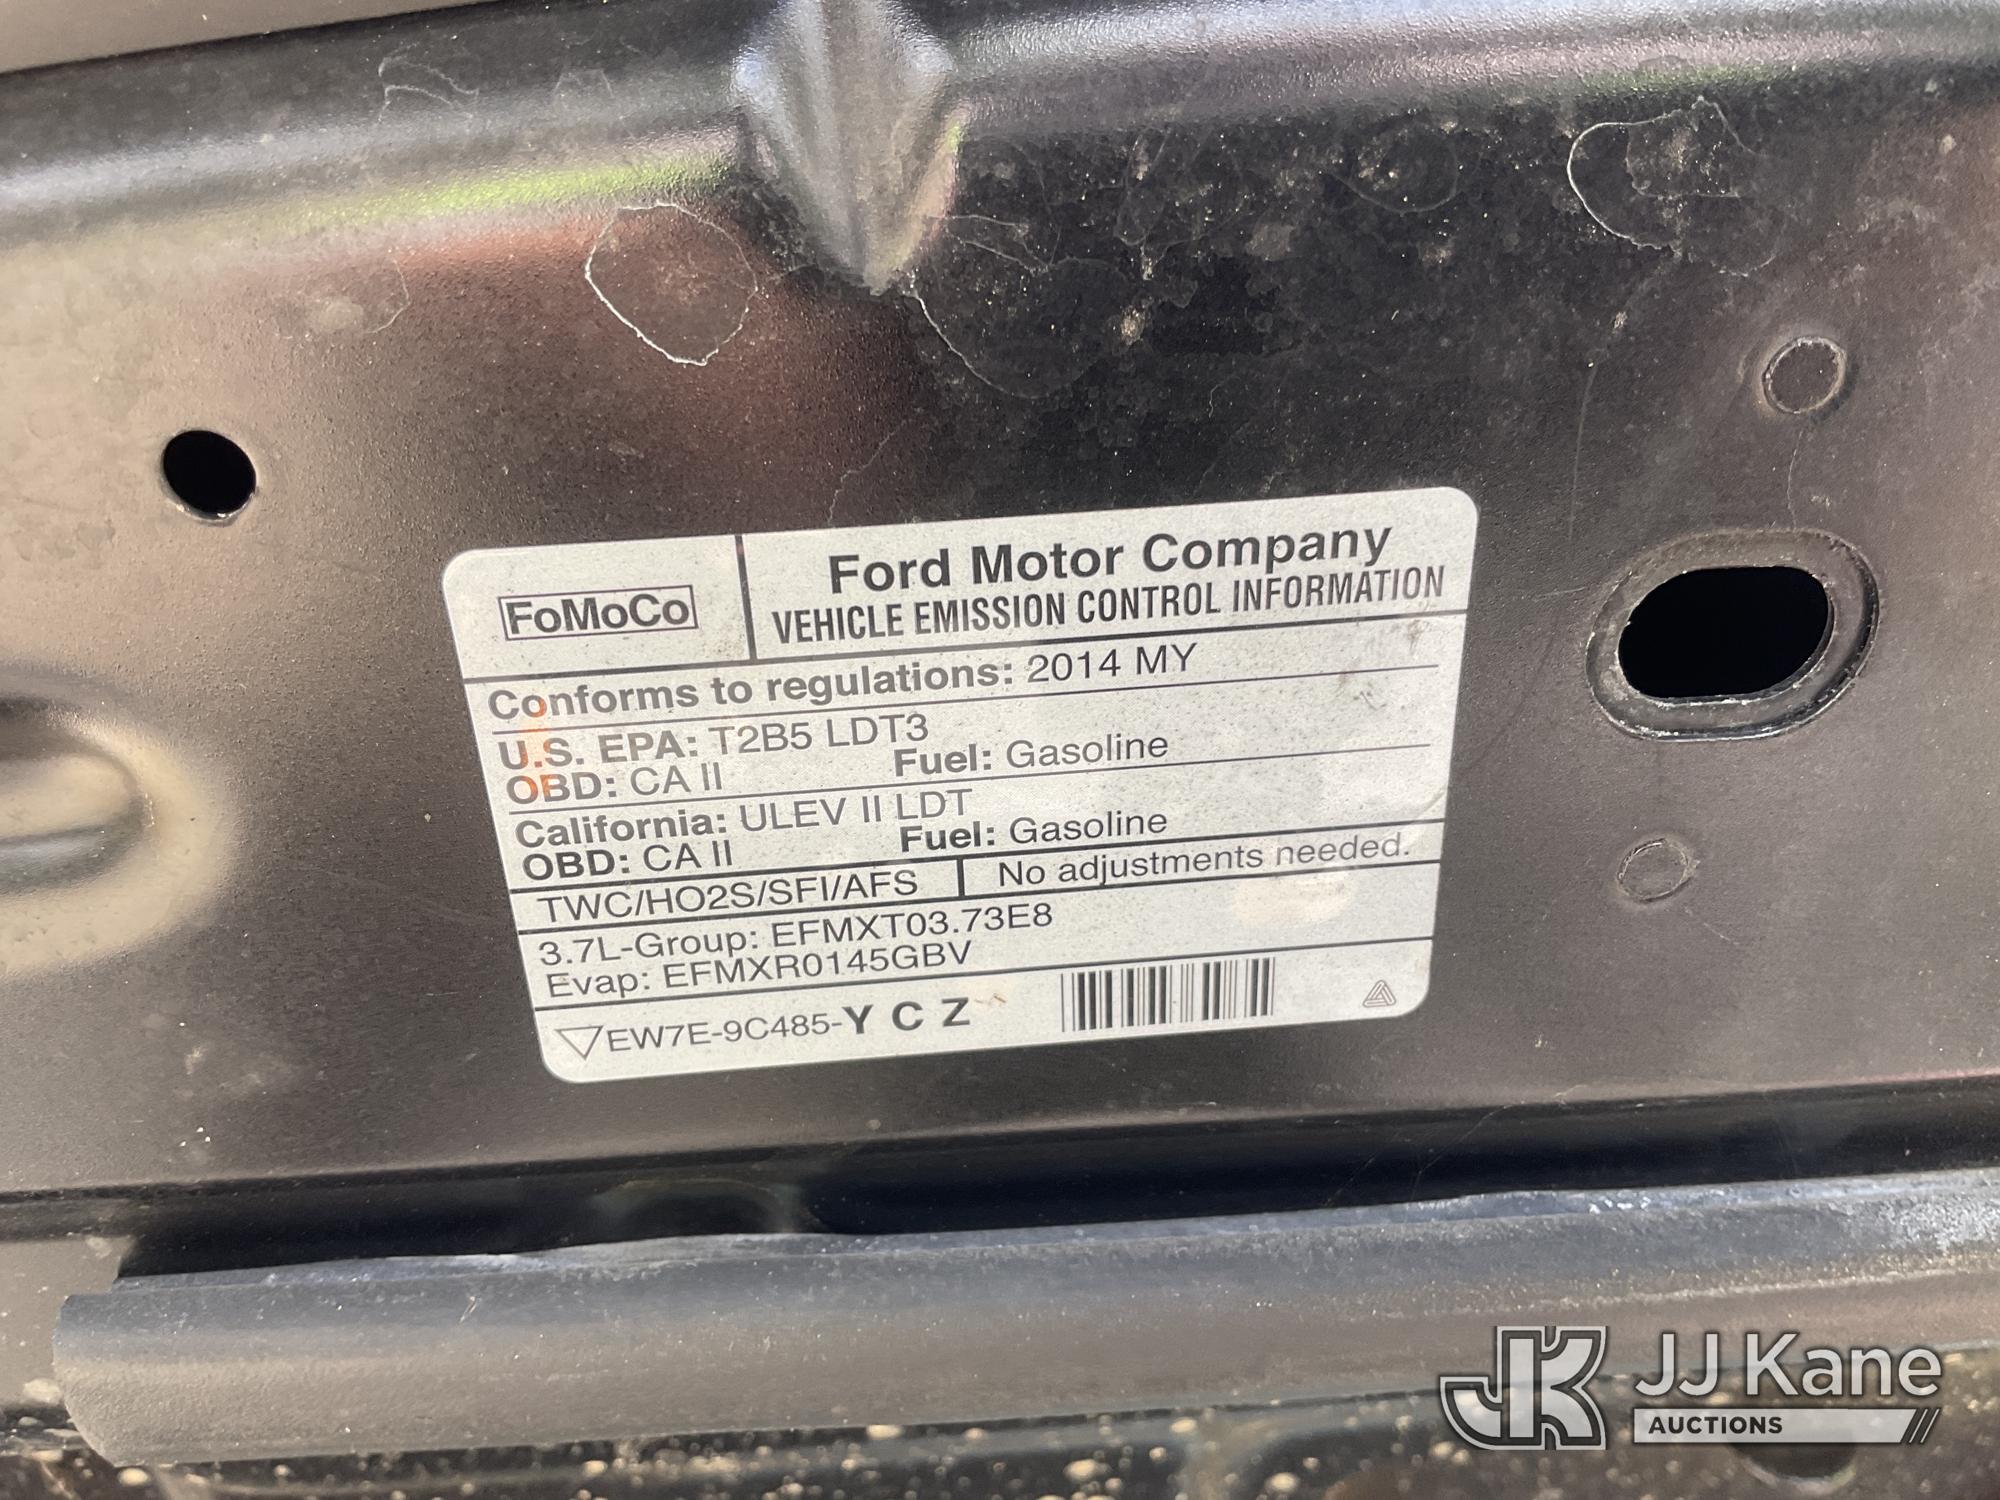 FoMoCo
Ford Motor Company
VEHICLE EMISSION CONTROL INFORMATION
Conforms to regulations: 2014 MY
U.S. EPA: T2B5 LDT3
OBD: CA II Fuel: Gasoline
California: ULEV II LDT
OBD: CA II Fuel: Gasoline
TWC/HO2S/SFI/AFS No adjustments needed.
3.7L-Group: EFMXT03.73E8
Evap: EFMXR0145GBV
EW7E-9C485-Y C Z
JK JJ Kane
AUCTIONS